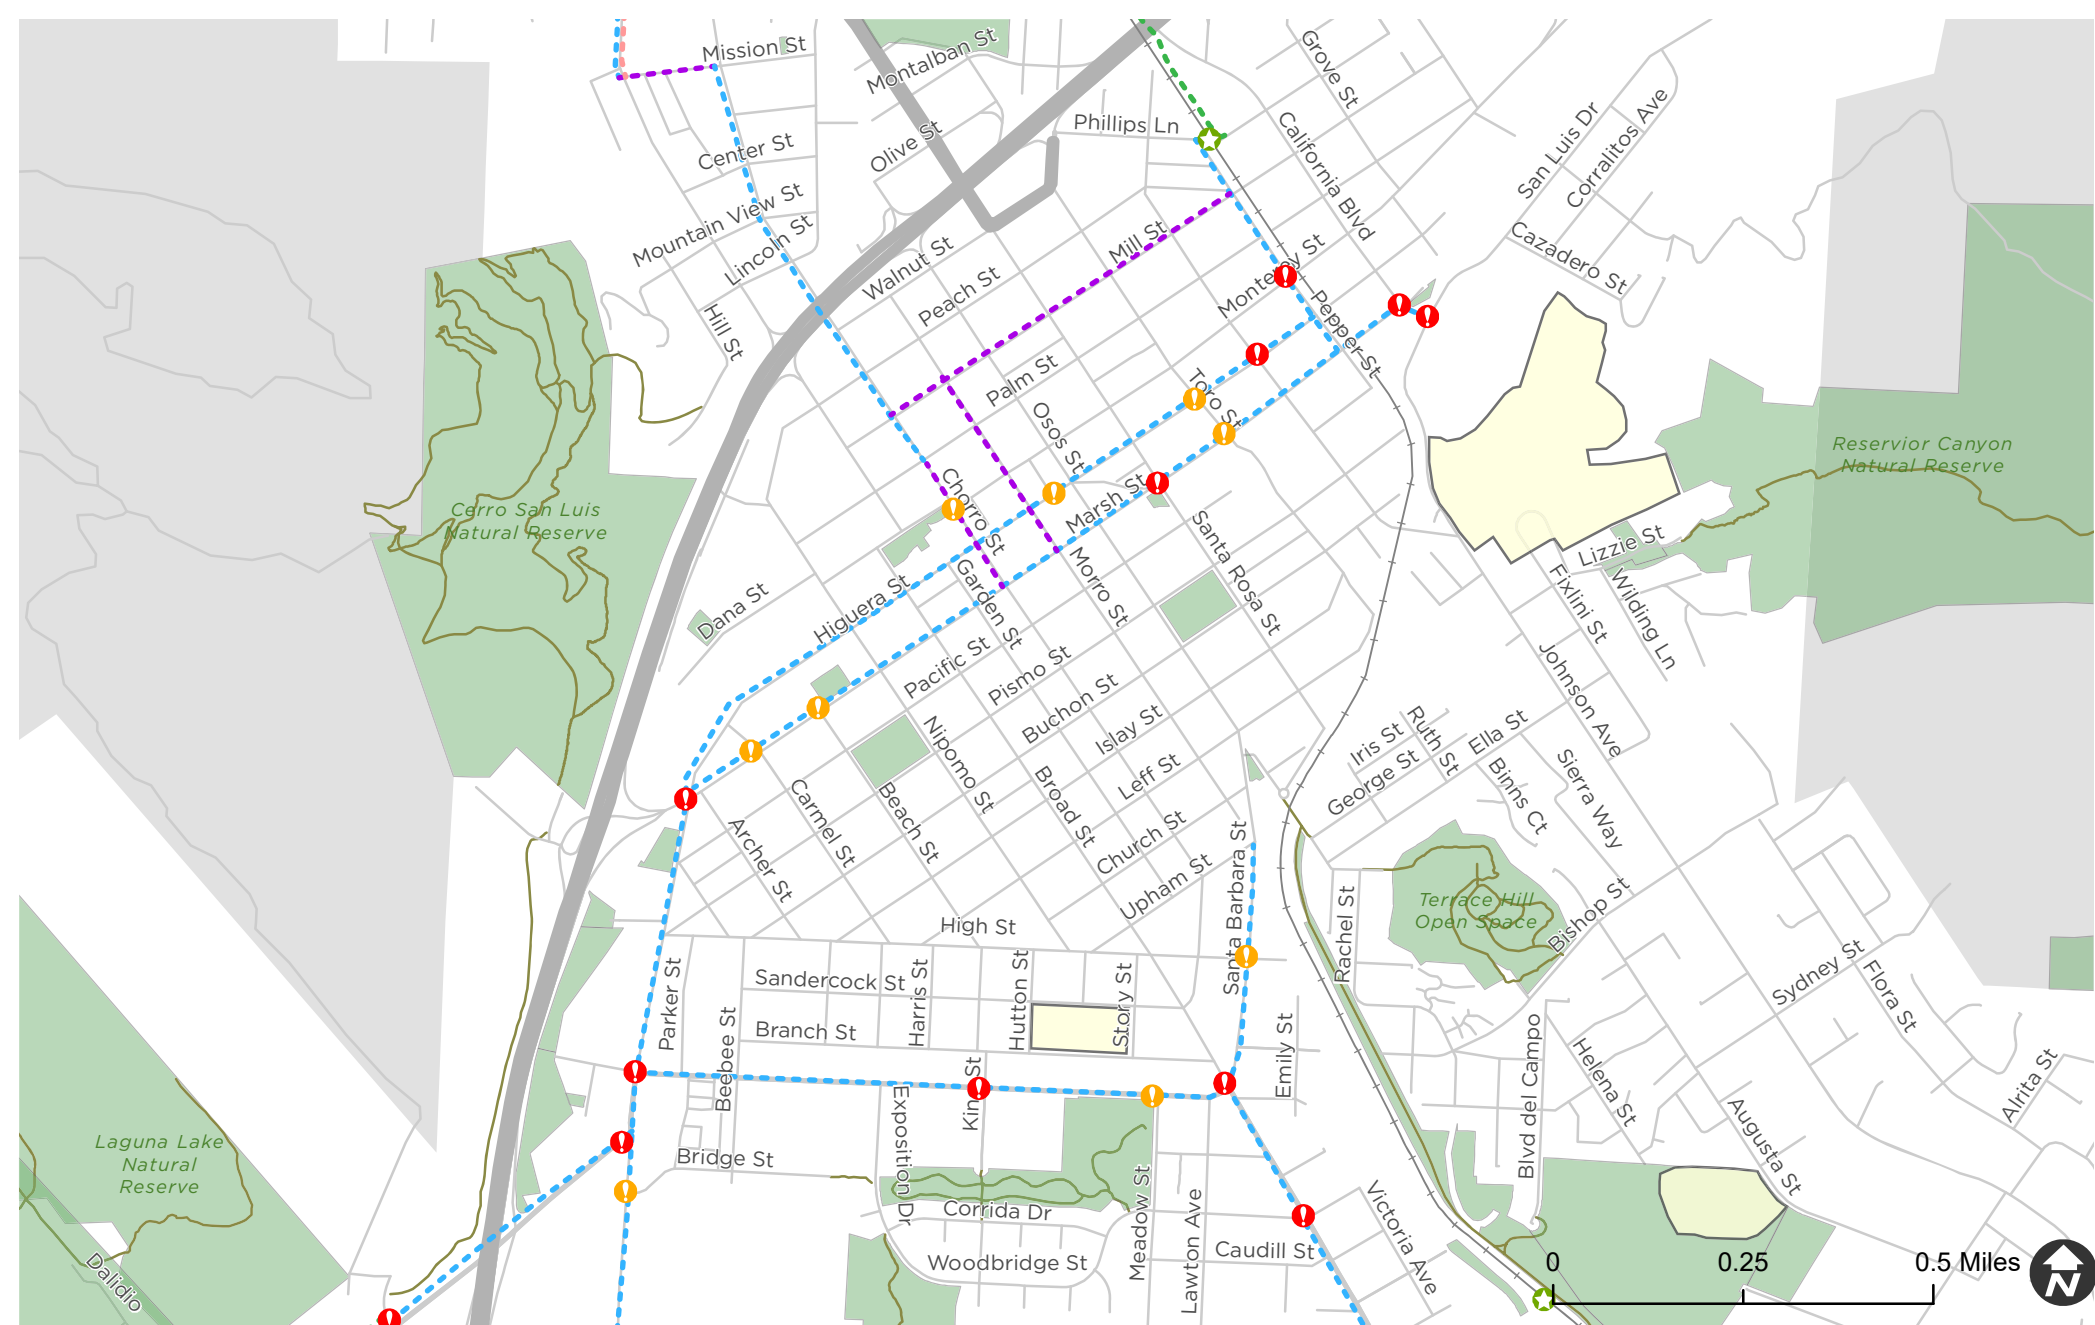 Mission St
Montalban St
Grove St
Phillips Ln
California Blvd
San Luis Dr
Corralitos Ave
Olive St
Center St
Mountain View St
Lincoln St
Walnut St
Mill St
Monterey St
Cazadero St
Peach St
Hill St
Pepper St
Palm St
Toro St
Osos St
Reservior Canyon
Natural Reserve
Cerro San Luis
Natural Reserve
Chorro St
Marsh St
Santa Rosa St
Lizzie St
Fixlini St
Wilding Ln
Dana St
Higuera St
Garden St
Morro St
Pacific St
Pismo St
Buchon St
Islay St
Leff St
Johnson Ave
Iris St
Ruth St
Ella St
George St
Binns Ct
Sierra Way
Nipomo St
Broad St
Carmel St
Beach St
Archer St
Church St
Upham St
Santa Barbara St
Terrace Hill
Open Space
Bishop St
Rachel St
High St
Sandercock St
Parker St
Harris St
Hutton St
Story St
Branch St
Beebee St
Sydney St
Flora St
Emily St
Blvd del Campo
Helena St
Alrita St
Augusta St
Exposition Dr
Kin St
Laguna Lake
Natural
Reserve
Bridge St
Corrida Dr
Meadow St
Lawton Ave
Victoria Ave
Woodbridge St
Caudill St
Dalidio
0 0.25 0.5 Miles
N